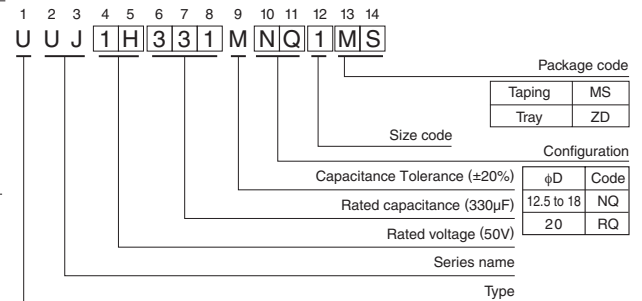 1 2 3 4 5 6 7 8 9 10 11 12 13 14
U U J 1 H 3 3 1 M N Q 1 M S
Package code
Taping MS
Tray ZD
Size code
Configuration
Capacitance Tolerance (±20%)
ϕD Code
12.5 to 18 NQ
Rated capacitance (330µF)
20 RQ
Rated voltage (50V)
Series name
Type